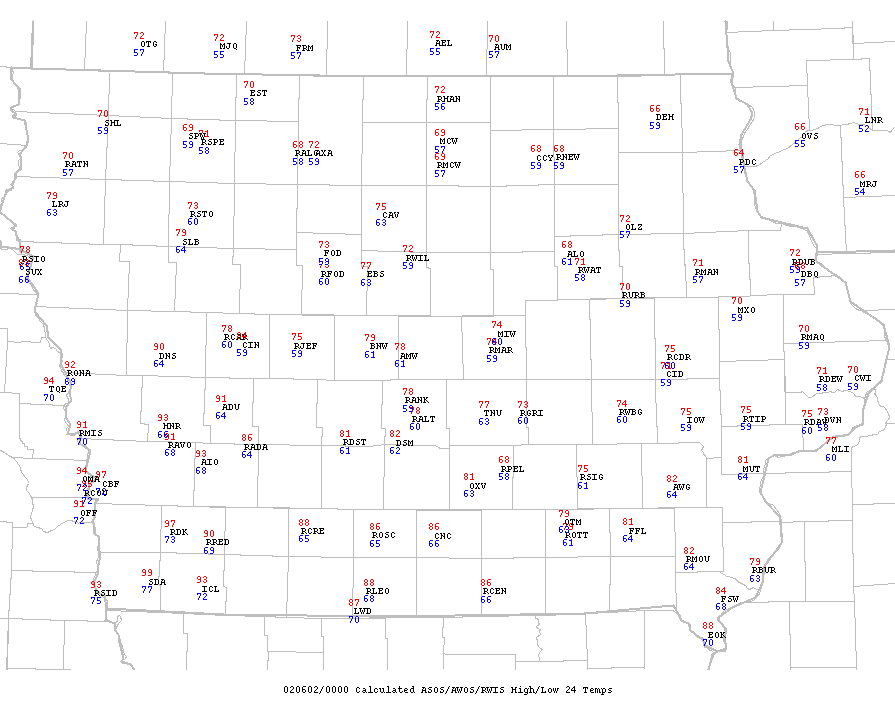 72 OTG 57
72 MJQ 55
73 FRM 57
72 AEL 55
70 AUM 57
70 EST 58
72 RHAN 56
70 SHL 59
66 DEH 59
71 LNR 52
69 SPW 59
71 RSPE 58
66 OVS 55
69 MCW 57
68 RALG 58
72 AXA 59
68 CCY 59
68 RNEW 59
64 PDC 57
70 RATN 57
69 RMCW 57
66 MRJ 54
79 LRJ 63
73 RSTO 60
75 CAV 63
72 OLZ 57
79 SLB 64
78 RSIO
SUX 66
73 FOD 59
72 RWIL 59
68 ALO 61
71 RWAT 58
72 RDUB 59
DBQ 57
73 RFOD 60
77 EBS 63
71 RMAN 57
70 RURB 59
70 MXO 59
78 RCAR 60
CIN 59
75 RJEF 59
79 BNW 61
78 AMW 61
74 MIW 60
RMAR 59
70 RMAQ 59
90 DNS 64
75 RCDR 60
CID 59
92 RONA 69
94 TQE 70
71 RDEW 58
70 CWI 59
91 ADU 64
78 RANK 59
78 RALT 60
77 TNU 63
73 RGRI 60
74 RWBG 60
75 IOW 59
75 RTIP 59
75 RDAV 60
73 DVN 58
93 HNR 66
91 RMIS 70
91 RAVO 68
86 RADA 64
81 RDST 61
82 DSM 62
77 MLI 60
93 AIO 68
68 RPEL 58
75 RSIG 61
81 MUT 64
94 OMA
97 CBF
RCOU 72
81 OXV 63
82 AWG 64
91 OFF 72
97 RDK 73
90 RRED 69
88 RCRE 65
86 ROSC 65
86 CNC 66
79 OTM
ROTT 61
81 FFL 64
82 RMOU 64
79 RBUR 63
99 SDA 77
93 ICL 72
93 RSID 75
88 RLEO 68
86 RCEN 66
84 FSW 68
87 LWD 70
88 EOK 70
020602/0000 Calculated ASOS/AWOS/RWIS High/Low 24 Temps